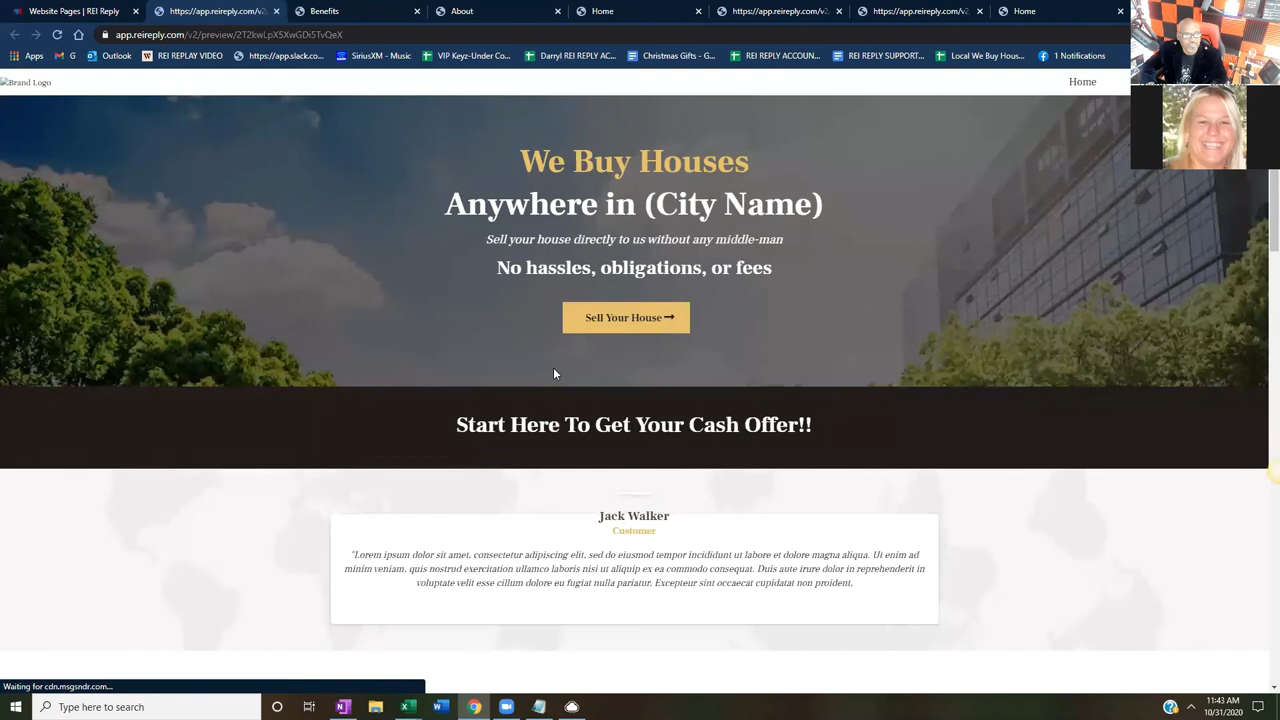 Website Pages | REI Reply
https://app.reireply.com/v2/
Benefits
About
Home
https://app.reireply.com/v2/
https://app.reireply.com/v2/
Home
app.reireply.com/v2/preview/2T2kwLpX5XwGDi5TvQeX
Apps
G
Outlook
REI REPLAY VIDEO
https://app.slack.co...
SiriusXM - Music
VIP Keyz-Under Co...
Darryl REI REPLY AC...
Christmas Gifts - G...
REI REPLY ACCOUN...
REI REPLY SUPPORT...
Local We Buy Hous...
1 Notifications
Brand Logo
Home
We Buy Houses
Anywhere in (City Name)
Sell your house directly to us without any middle-man
No hassles, obligations, or fees
Sell Your House
Start Here To Get Your Cash Offer!!
Jack Walker
Customer
"Lorem ipsum dolor sit amet, consectetur adipiscing elit, sed do eiusmod tempor incididunt ut labore et dolore magna aliqua. Ut enim ad
minim veniam, quis nostrud exercitation ullamco laboris nisi ut aliquip ex ea commodo consequat. Duis aute irure dolor in reprehenderit in
voluptate velit esse cillum dolore eu fugiat nulla pariatur. Excepteur sint occaecat cupidatat non proident.
Waiting for cdn.msgsndr.com...
Type here to search
11:43 AM
10/31/2020